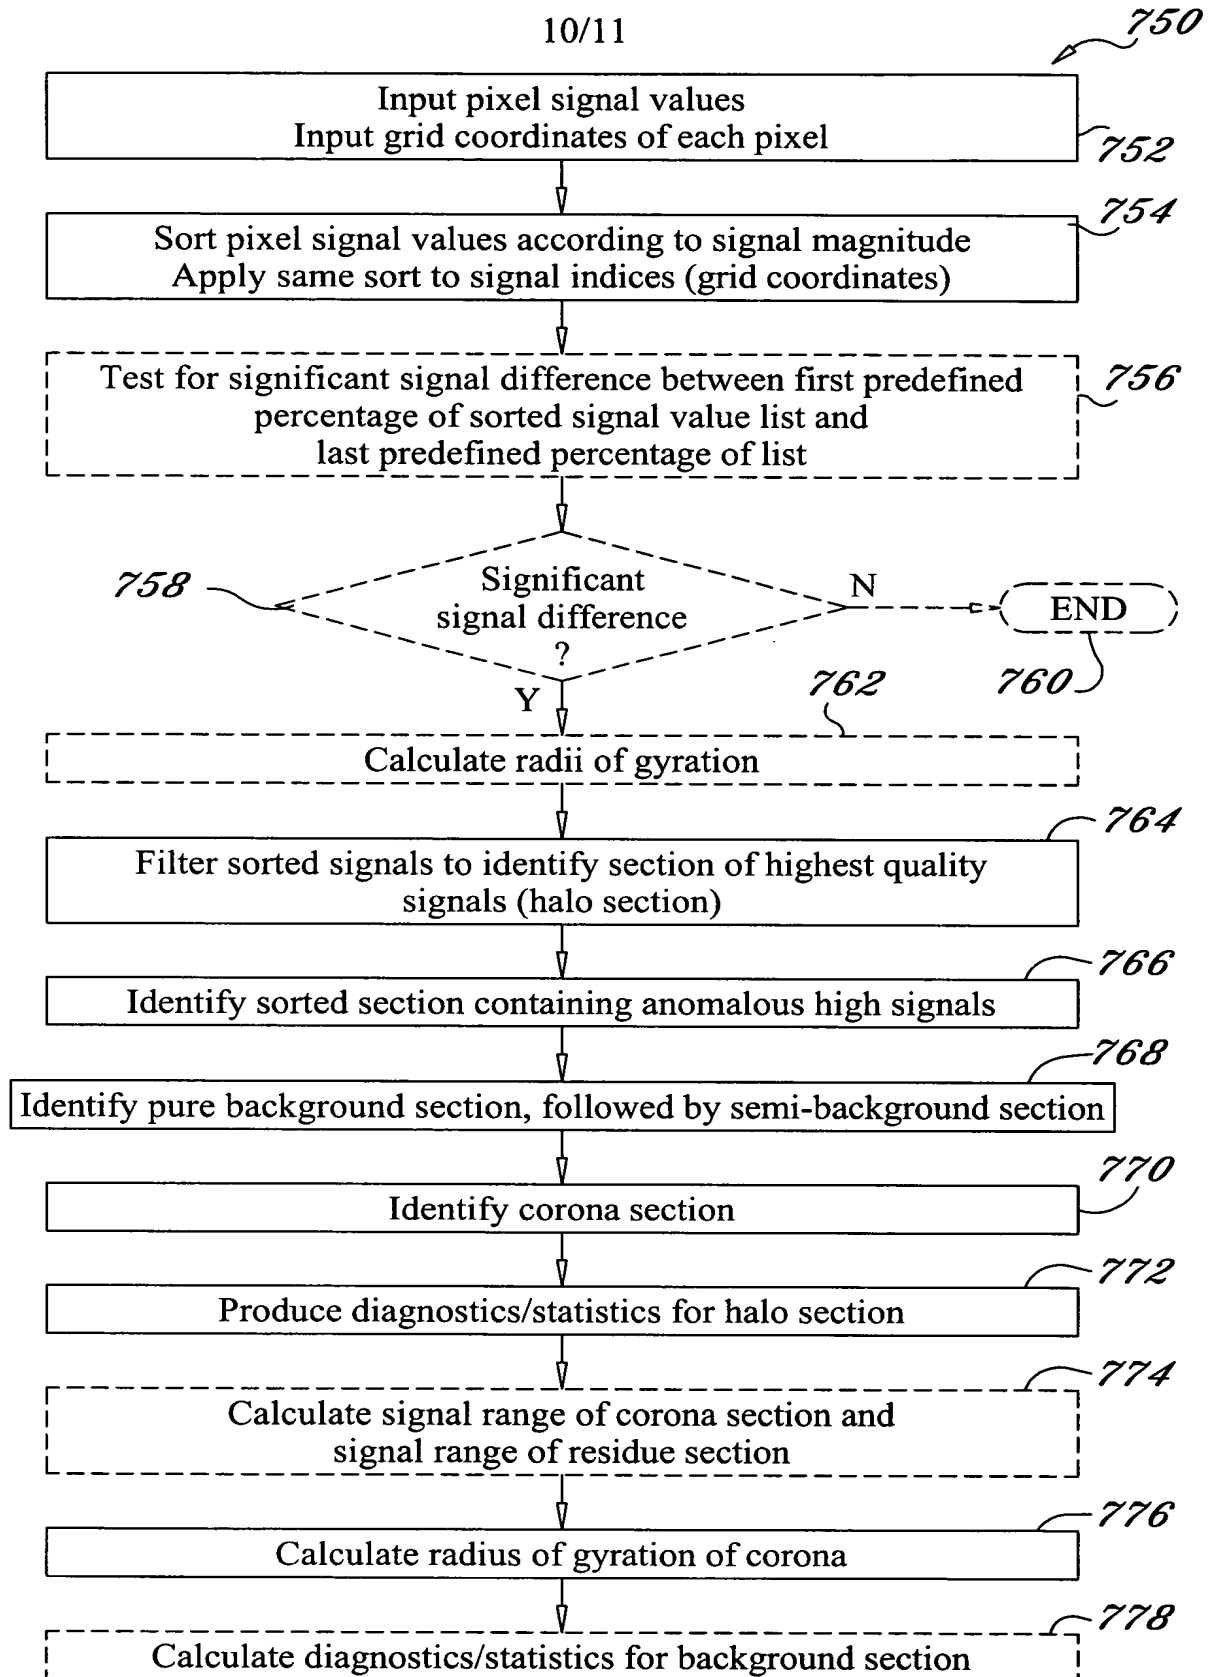 10/11
750
Input pixel signal values
Input grid coordinates of each pixel
752
754
Sort pixel signal values according to signal magnitude
Apply same sort to signal indices (grid coordinates)
Test for significant signal difference between first predefined
percentage of sorted signal value list and
last predefined percentage of list
756
758
Significant
signal difference
?
N
END
760
Y
762
Calculate radii of gyration
764
Filter sorted signals to identify section of highest quality
signals (halo section)
766
Identify sorted section containing anomalous high signals
768
Identify pure background section, followed by semi-background section
770
Identify corona section
772
Produce diagnostics/statistics for halo section
774
Calculate signal range of corona section and
signal range of residue section
776
Calculate radius of gyration of corona
778
Calculate diagnostics/statistics for background section